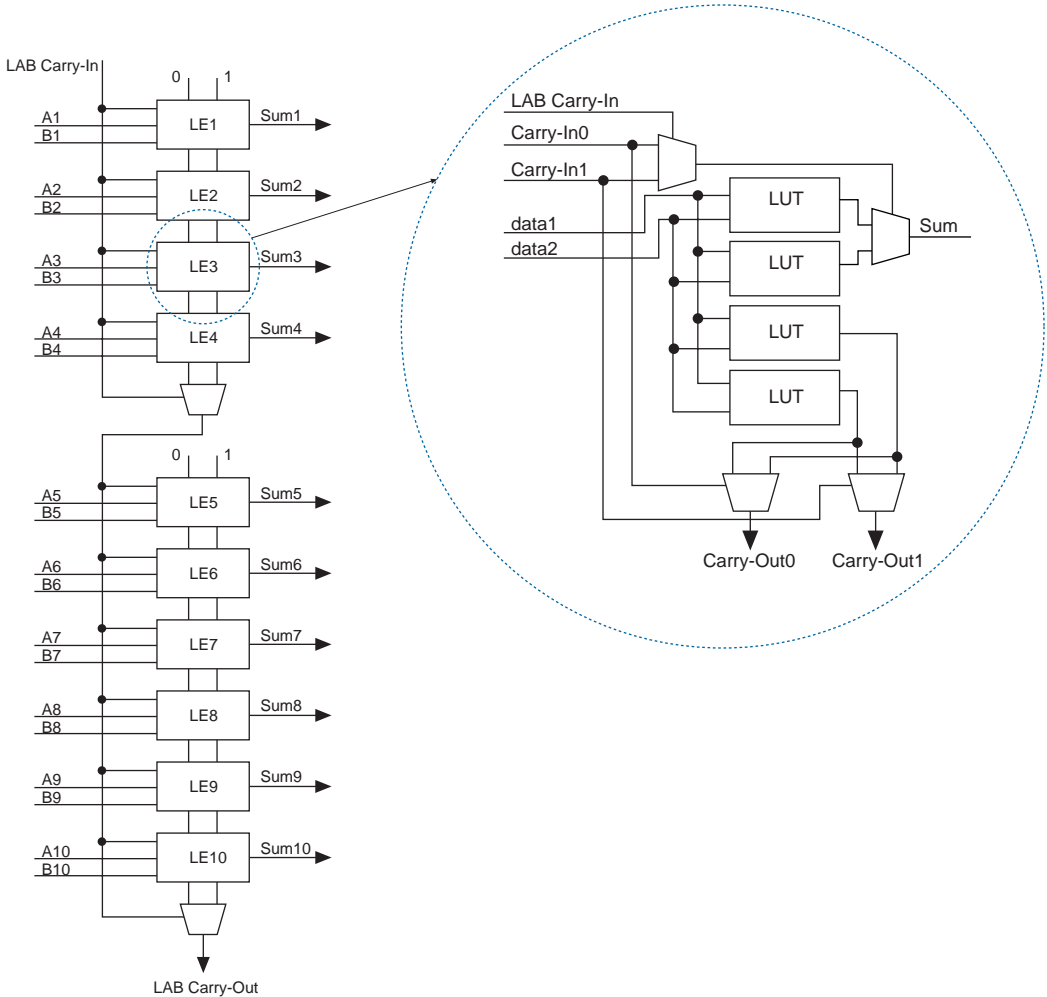 LAB Carry-In
0 1
A1
B1
LE1
Sum1
A2
B2
LE2
Sum2
A3
B3
LE3
Sum3
A4
B4
LE4
Sum4
0 1
A5
B5
LE5
Sum5
A6
B6
LE6
Sum6
A7
B7
LE7
Sum7
A8
B8
LE8
Sum8
A9
B9
LE9
Sum9
A10
B10
LE10
Sum10
LAB Carry-Out
LAB Carry-In
Carry-In0
Carry-In1
data1
data2
LUT
LUT
LUT
LUT
Sum
Carry-Out0 Carry-Out1